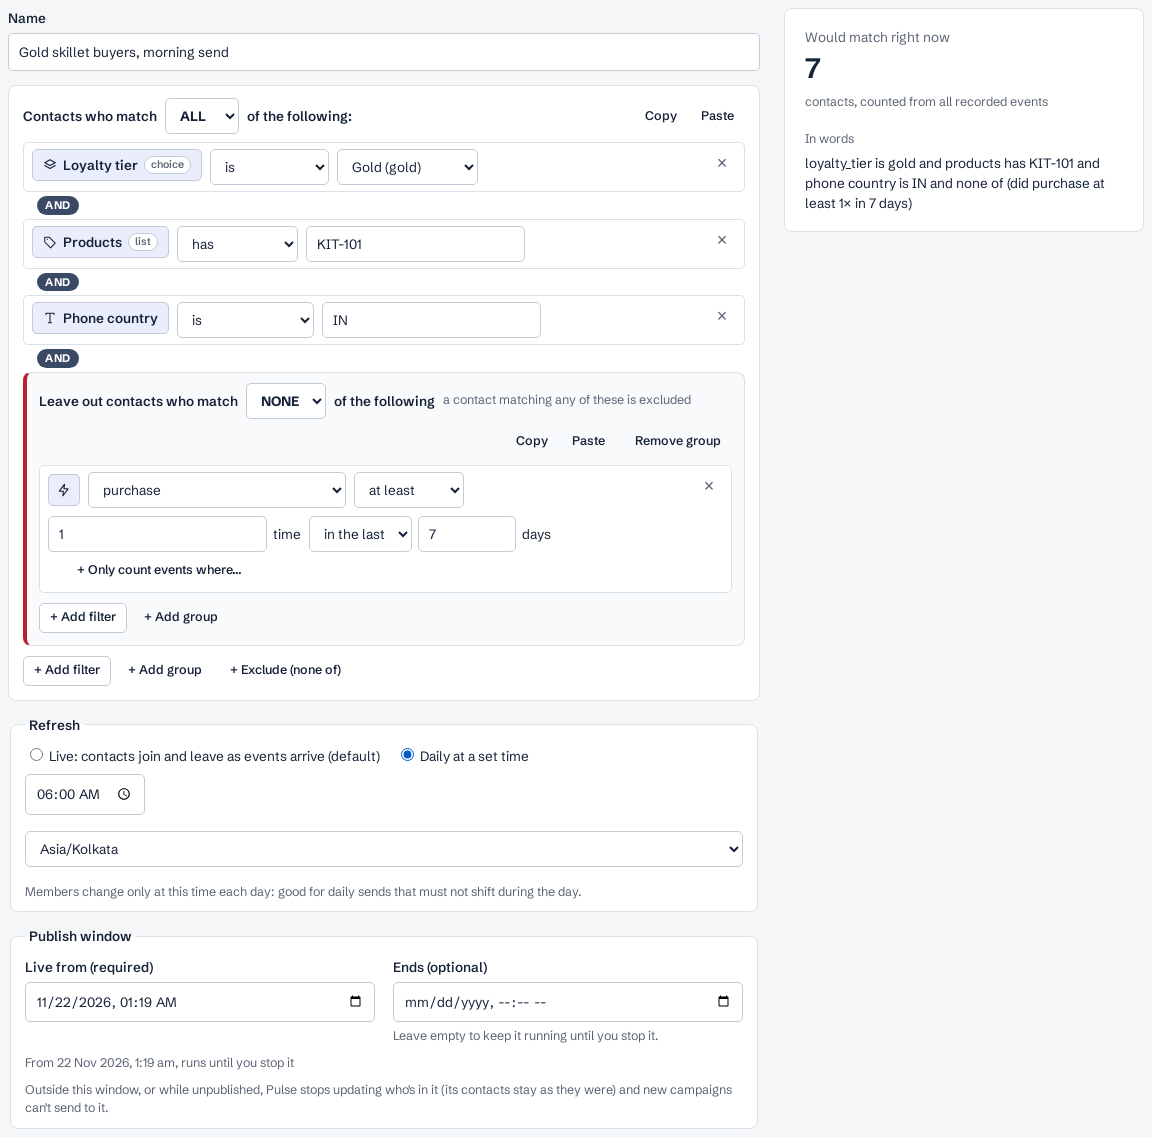 Name
Gold skillet buyers, morning send
Contacts who match ALL of the following: Copy Paste
Loyalty tier choice is Gold (gold) ×
AND
Products list has KIT-101 ×
AND
Phone country is IN ×
AND
Leave out contacts who match NONE of the following a contact matching any of these is excluded
Copy Paste Remove group
purchase at least ×
1 time in the last 7 days
+ Only count events where...
+ Add filter + Add group
+ Add filter + Add group + Exclude (none of)
Refresh
Live: contacts join and leave as events arrive (default) Daily at a set time
06:00 AM
Asia/Kolkata
Members change only at this time each day: good for daily sends that must not shift during the day.
Publish window
Live from (required) Ends (optional)
11/22/2026, 01:19 AM mm/dd/yyyy, --:-- --
Leave empty to keep it running until you stop it.
From 22 Nov 2026, 1:19 am, runs until you stop it
Outside this window, or while unpublished, Pulse stops updating who's in it (its contacts stay as they were) and new campaigns
can't send to it.
Would match right now
7
contacts, counted from all recorded events
In words
loyalty_tier is gold and products has KIT-101 and
phone country is IN and none of (did purchase at
least 1× in 7 days)